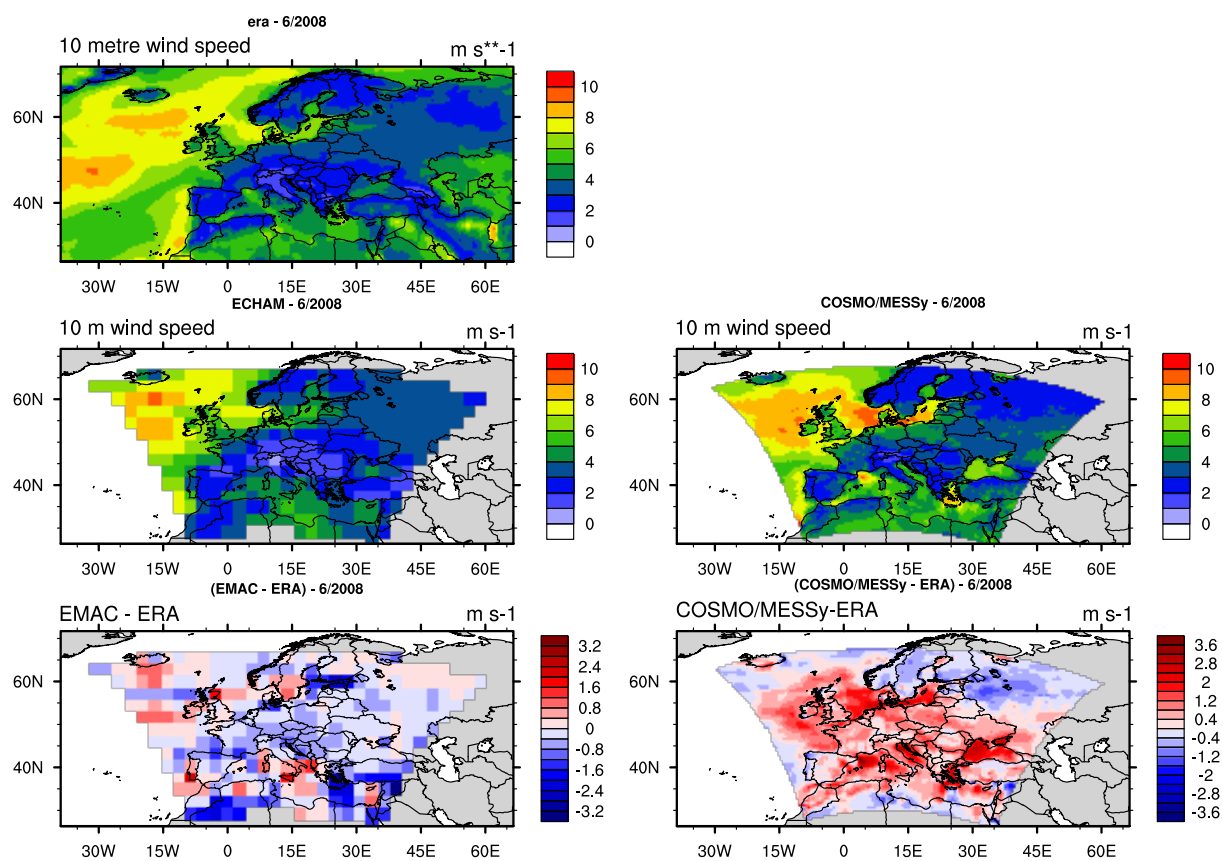 era - 6/2008
10 metre wind speed m s**-1
60N
40N
30W 15W 0 15E 30E 45E 60E
10
8
6
4
2
0
ECHAM - 6/2008
10 m wind speed m s-1
60N
40N
30W 15W 0 15E 30E 45E 60E
10
8
6
4
2
0
COSMO/MESSy - 6/2008
10 m wind speed m s-1
60N
40N
30W 15W 0 15E 30E 45E 60E
10
8
6
4
2
0
(EMAC - ERA) - 6/2008
EMAC - ERA m s-1
60N
40N
30W 15W 0 15E 30E 45E 60E
3.2
2.4
1.6
0.8
0
-0.8
-1.6
-2.4
-3.2
(COSMO/MESSy - ERA) - 6/2008
COSMO/MESSy-ERA m s-1
60N
40N
30W 15W 0 15E 30E 45E 60E
3.6
2.8
2
1.2
0.4
-0.4
-1.2
-2
-2.8
-3.6